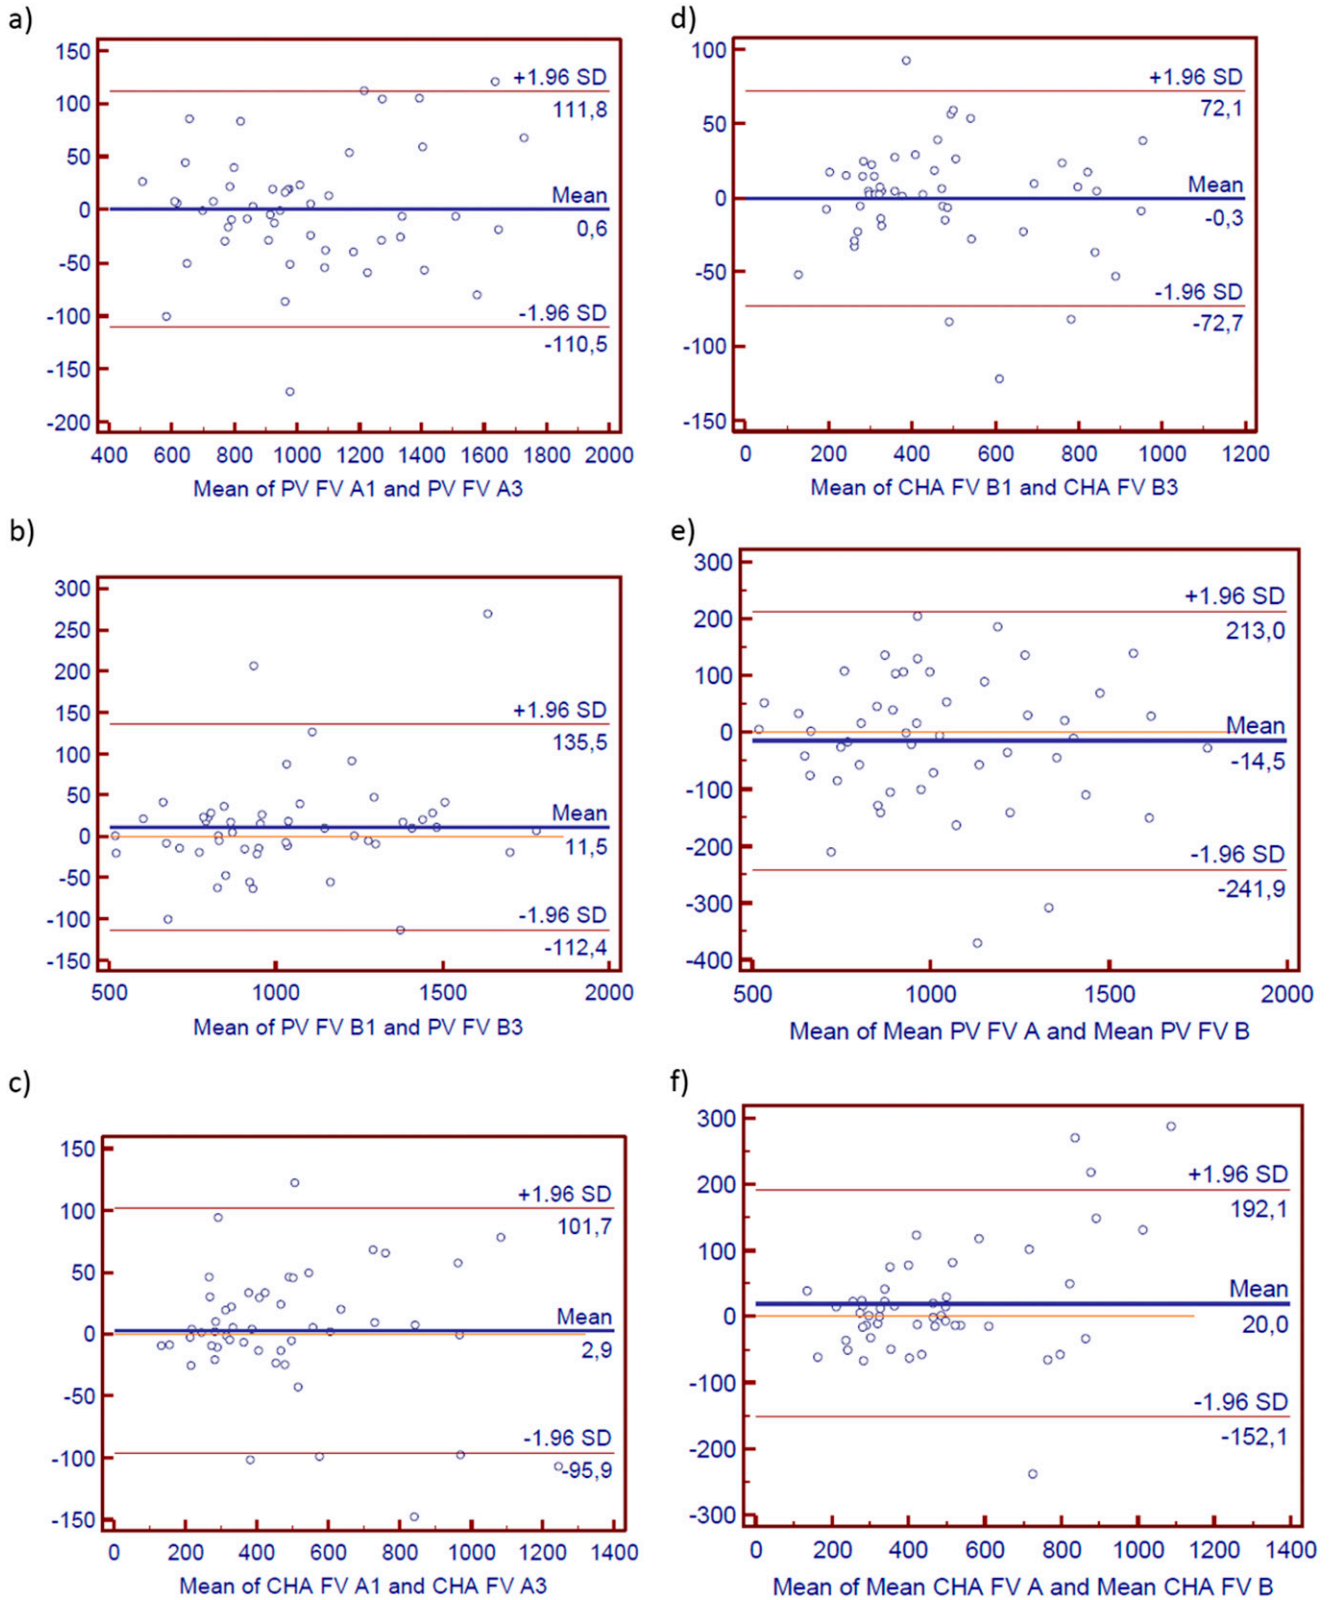 a)
150
100
50
0
-50
-100
-150
-200
+1.96 SD
111,8
Mean
0,6
-1.96 SD
-110,5
400 600 800 1000 1200 1400 1600 1800 2000
Mean of PV FV A1 and PV FV A3
d)
100
50
0
-50
-100
-150
+1.96 SD
72,1
Mean
-0,3
-1.96 SD
-72,7
0 200 400 600 800 1000 1200
Mean of CHA FV B1 and CHA FV B3
b)
300
250
200
150
100
50
0
-50
-100
-150
+1.96 SD
135,5
Mean
11,5
-1.96 SD
-112,4
500 1000 1500 2000
Mean of PV FV B1 and PV FV B3
e)
300
200
100
0
-100
-200
-300
-400
+1.96 SD
213,0
Mean
-14,5
-1.96 SD
-241,9
500 1000 1500 2000
Mean of Mean PV FV A and Mean PV FV B
c)
150
100
50
0
-50
-100
-150
+1.96 SD
101,7
Mean
2,9
-1.96 SD
-95,9
0 200 400 600 800 1000 1200 1400
Mean of CHA FV A1 and CHA FV A3
f)
300
200
100
0
-100
-200
-300
+1.96 SD
192,1
Mean
20,0
-1.96 SD
-152,1
0 200 400 600 800 1000 1200 1400
Mean of Mean CHA FV A and Mean CHA FV B